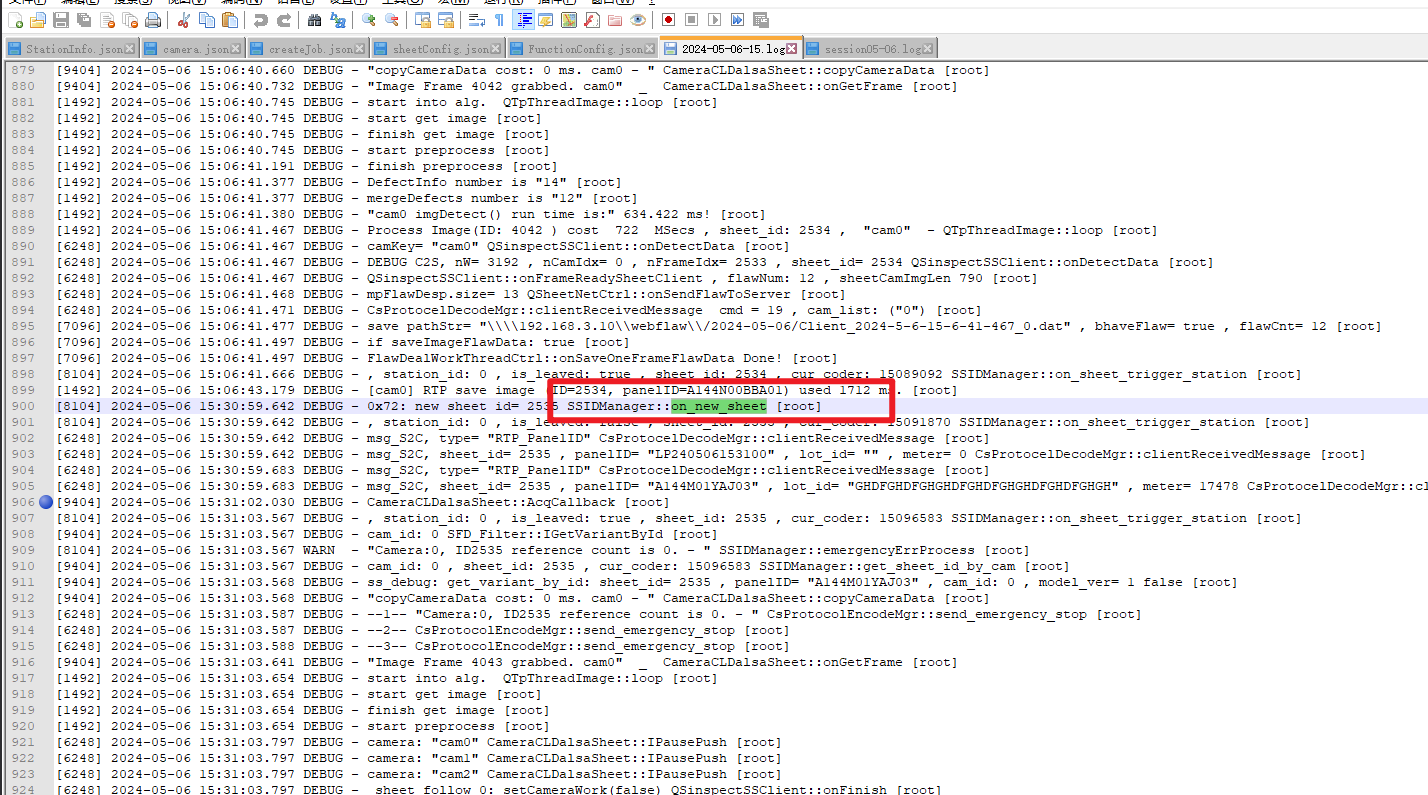 StationInfo.json camera.json createJob.json sheetConfig.json FunctionConfig.json 2024-05-06-15.log session05-06.log
879 [9404] 2024-05-06 15:06:40.660 DEBUG - "copyCameraData cost: 0 ms. cam0 - " CameraCLDalsaSheet::copyCameraData [root]
880 [9404] 2024-05-06 15:06:40.732 DEBUG - "Image Frame 4042 grabbed. cam0" _ CameraCLDalsaSheet::onGetFrame [root]
881 [1492] 2024-05-06 15:06:40.745 DEBUG - start into alg. QTpThreadImage::loop [root]
882 [1492] 2024-05-06 15:06:40.745 DEBUG - start get image [root]
883 [1492] 2024-05-06 15:06:40.745 DEBUG - finish get image [root]
884 [1492] 2024-05-06 15:06:40.745 DEBUG - start preprocess [root]
885 [1492] 2024-05-06 15:06:41.191 DEBUG - finish preprocess [root]
886 [1492] 2024-05-06 15:06:41.377 DEBUG - DefectInfo number is "14" [root]
887 [1492] 2024-05-06 15:06:41.377 DEBUG - mergeDefects number is "12" [root]
888 [1492] 2024-05-06 15:06:41.380 DEBUG - "cam0 imgDetect() run time is:" 634.422 ms! [root]
889 [1492] 2024-05-06 15:06:41.467 DEBUG - Process Image(ID: 4042 ) cost 722 MSecs , sheet_id: 2534 , "cam0" - QTpThreadImage::loop [root]
890 [6248] 2024-05-06 15:06:41.467 DEBUG - camKey= "cam0" QSinspectSSClient::onDetectData [root]
891 [6248] 2024-05-06 15:06:41.467 DEBUG - DEBUG C2S, nW= 3192 , nCamIdx= 0 , nFrameIdx= 2533 , sheet_id= 2534 QSinspectSSClient::onDetectData [root]
892 [6248] 2024-05-06 15:06:41.467 DEBUG - QSinspectSSClient::onFrameReadySheetClient , flawNum: 12 , sheetCamImgLen 790 [root]
893 [6248] 2024-05-06 15:06:41.468 DEBUG - mpFlawDesp.size= 13 QSheetNetCtrl::onSendFlawToServer [root]
894 [6248] 2024-05-06 15:06:41.471 DEBUG - CsProtocolDecodeMgr::clientReceivedMessage cmd = 19 , cam_list: ("0") [root]
895 [7096] 2024-05-06 15:06:41.477 DEBUG - save pathStr= "\\\\192.168.3.10\\webflaw\\/2024-05-06/Client_2024-5-6-15-6-41-467_0.dat" , bhaveFlaw= true , flawCnt= 12 [root]
896 [7096] 2024-05-06 15:06:41.497 DEBUG - if saveImageFlawData: true [root]
897 [7096] 2024-05-06 15:06:41.497 DEBUG - FlawDealWorkThreadCtrl::onSaveOneFrameFlawData Done! [root]
898 [8104] 2024-05-06 15:06:41.666 DEBUG - , station_id: 0 , is_leaved: true , sheet_id: 2534 , cur_coder: 15089092 SSIDManager::on_sheet_trigger_station [root]
899 [1492] 2024-05-06 15:06:43.179 DEBUG - [cam0] RTP save image (ID=2534, panelID=A144N00BBA01) used 1712 ms. [root]
900 [8104] 2024-05-06 15:30:59.642 DEBUG - 0x72: new sheet id= 2535 SSIDManager::on_new_sheet [root]
901 [8104] 2024-05-06 15:30:59.642 DEBUG - , station_id: 0 , is_leaved: false , sheet_id: 2535 , cur_coder: 15091870 SSIDManager::on_sheet_trigger_station [root]
902 [6248] 2024-05-06 15:30:59.642 DEBUG - msg_S2C, type= "RTP_PanelID" CsProtocolDecodeMgr::clientReceivedMessage [root]
903 [6248] 2024-05-06 15:30:59.642 DEBUG - msg_S2C, sheet_id= 2535 , panelID= "LP240506153100" , lot_id= "" , meter= 0 CsProtocolDecodeMgr::clientReceivedMessage [root]
904 [6248] 2024-05-06 15:30:59.683 DEBUG - msg_S2C, type= "RTP_PanelID" CsProtocolDecodeMgr::clientReceivedMessage [root]
905 [6248] 2024-05-06 15:30:59.683 DEBUG - msg_S2C, sheet_id= 2535 , panelID= "A144M01YAJ03" , lot_id= "GHDFGHDFGHGHDFGHDFGHGHDFGHDFGHGH" , meter= 17478 CsProtocolDecodeMgr::cl
906 [9404] 2024-05-06 15:31:02.030 DEBUG - CameraCLDalsaSheet::AcqCallback [root]
907 [8104] 2024-05-06 15:31:03.567 DEBUG - , station_id: 0 , is_leaved: true , sheet_id: 2535 , cur_coder: 15096583 SSIDManager::on_sheet_trigger_station [root]
908 [9404] 2024-05-06 15:31:03.567 DEBUG - cam_id: 0 SFD_Filter::IGetVariantById [root]
909 [8104] 2024-05-06 15:31:03.567 WARN - "Camera:0, ID2535 reference count is 0. - " SSIDManager::emergencyErrProcess [root]
910 [9404] 2024-05-06 15:31:03.567 DEBUG - cam_id: 0 , sheet_id: 2535 , cur_coder: 15096583 SSIDManager::get_sheet_id_by_cam [root]
911 [9404] 2024-05-06 15:31:03.568 DEBUG - ss_debug: get_variant_by_id: sheet_id= 2535 , panelID= "A144M01YAJ03" , cam_id: 0 , model_ver= 1 false [root]
912 [9404] 2024-05-06 15:31:03.568 DEBUG - "copyCameraData cost: 0 ms. cam0 - " CameraCLDalsaSheet::copyCameraData [root]
913 [6248] 2024-05-06 15:31:03.587 DEBUG - --1-- "Camera:0, ID2535 reference count is 0. - " CsProtocolEncodeMgr::send_emergency_stop [root]
914 [6248] 2024-05-06 15:31:03.587 DEBUG - --2-- CsProtocolEncodeMgr::send_emergency_stop [root]
915 [6248] 2024-05-06 15:31:03.588 DEBUG - --3-- CsProtocolEncodeMgr::send_emergency_stop [root]
916 [9404] 2024-05-06 15:31:03.641 DEBUG - "Image Frame 4043 grabbed. cam0" _ CameraCLDalsaSheet::onGetFrame [root]
917 [1492] 2024-05-06 15:31:03.654 DEBUG - start into alg. QTpThreadImage::loop [root]
918 [1492] 2024-05-06 15:31:03.654 DEBUG - start get image [root]
919 [1492] 2024-05-06 15:31:03.654 DEBUG - finish get image [root]
920 [1492] 2024-05-06 15:31:03.654 DEBUG - start preprocess [root]
921 [6248] 2024-05-06 15:31:03.797 DEBUG - camera: "cam0" CameraCLDalsaSheet::IPausePush [root]
922 [6248] 2024-05-06 15:31:03.797 DEBUG - camera: "cam1" CameraCLDalsaSheet::IPausePush [root]
923 [6248] 2024-05-06 15:31:03.797 DEBUG - camera: "cam2" CameraCLDalsaSheet::IPausePush [root]
924 [6248] 2024-05-06 15:31:03.797 DEBUG - sheet follow 0: setCameraWork(false) QSinspectSSClient::onFinish [root]